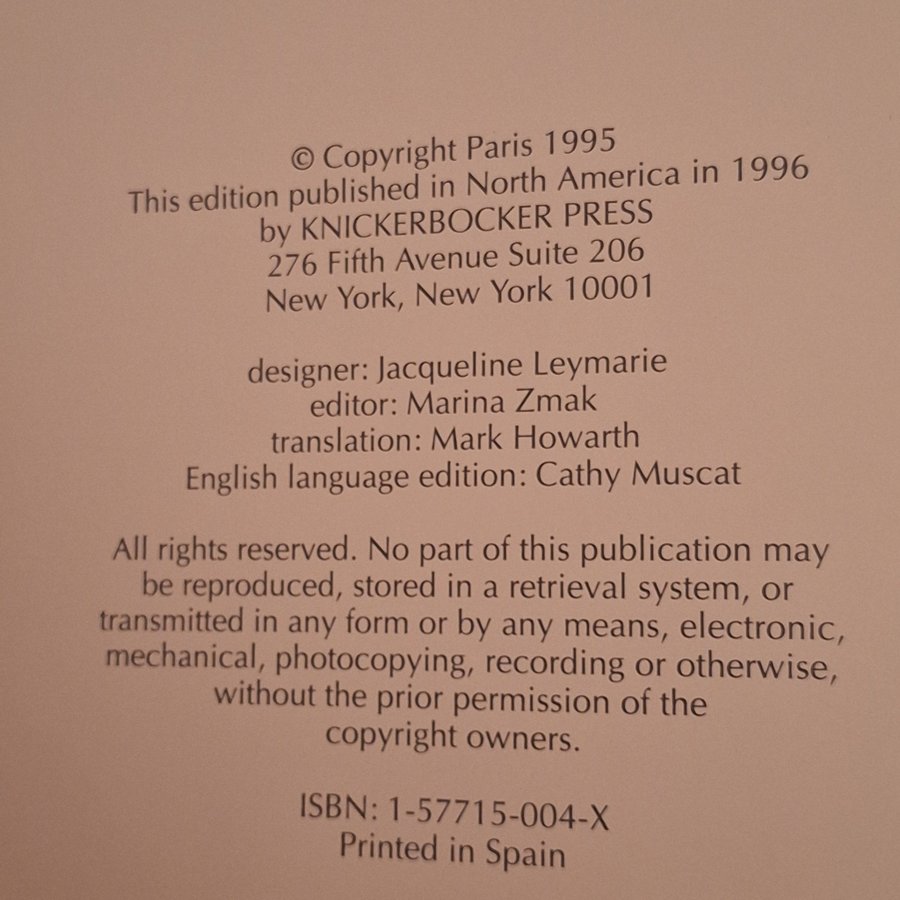 © Copyright Paris 1995
This edition published in North America in 1996
by KNICKERBOCKER PRESS
276 Fifth Avenue Suite 206
New York, New York 10001
designer: Jacqueline Leymarie
editor: Marina Zmak
translation: Mark Howarth
English language edition: Cathy Muscat
All rights reserved. No part of this publication may
be reproduced, stored in a retrieval system, or
transmitted in any form or by any means, electronic,
mechanical, photocopying, recording or otherwise,
without the prior permission of the
copyright owners.
ISBN: 1-57715-004-X
Printed in Spain